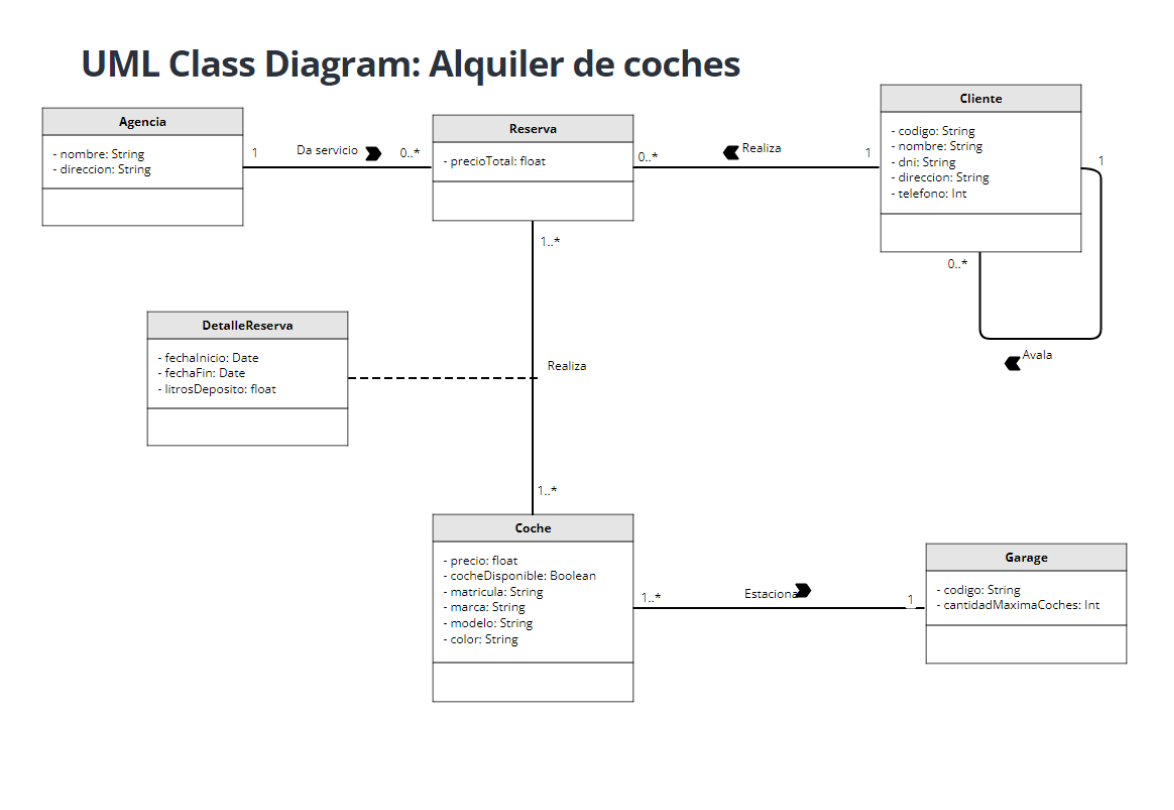 UML Class Diagram: Alquiler de coches
Agencia
- nombre: String
- direccion: String
1
Da servicio
0..*
Reserva
- precioTotal: float
0..*
Realiza
1
Cliente
- codigo: String
- nombre: String
- dni: String
- direccion: String
- telefono: Int
1
0..*
Avala
1..*
DetalleReserva
- fechaInicio: Date
- fechaFin: Date
- litrosDeposito: float
Realiza
1..*
Coche
- precio: float
- cocheDisponible: Boolean
- matricula: String
- marca: String
- modelo: String
- color: String
1..*
Estaciona
1
Garage
- codigo: String
- cantidadMaximaCoches: Int